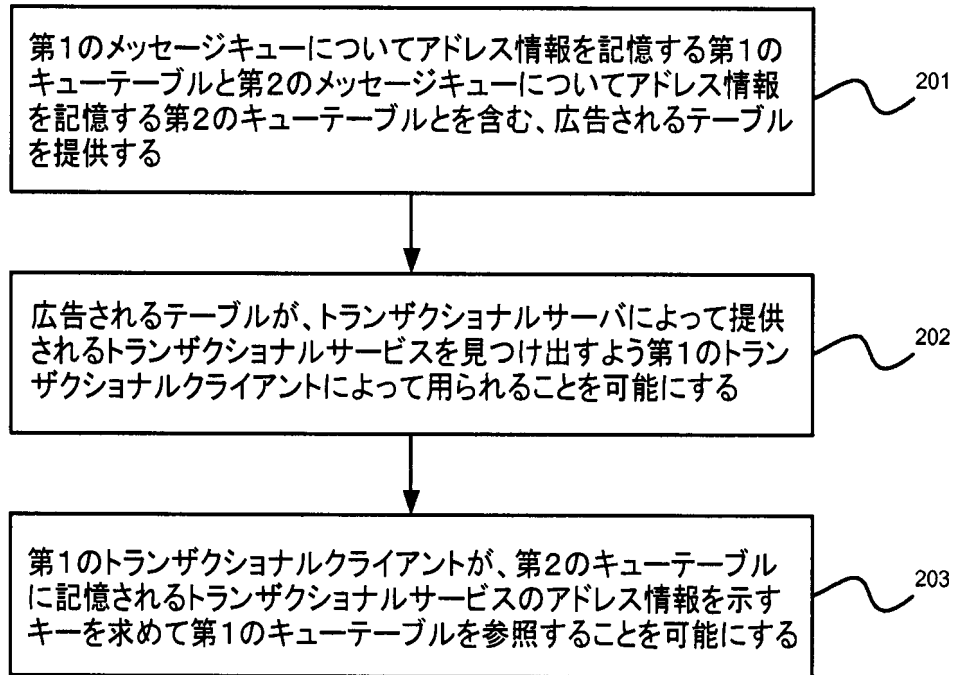 第1のメッセージキューについてアドレス情報を記憶する第1の
キューテーブルと第2のメッセージキューについてアドレス情報
を記憶する第2のキューテーブルとを含む、広告されるテーブル
を提供する
201
広告されるテーブルが、トランザクショナルサーバによって提供
されるトランザクショナルサービスを見つけ出すよう第1のトラン
ザクショナルクライアントによって用られることを可能にする
202
第1のトランザクショナルクライアントが、第2のキューテーブル
に記憶されるトランザクショナルサービスのアドレス情報を示す
キーを求めて第1のキューテーブルを参照することを可能にする
203